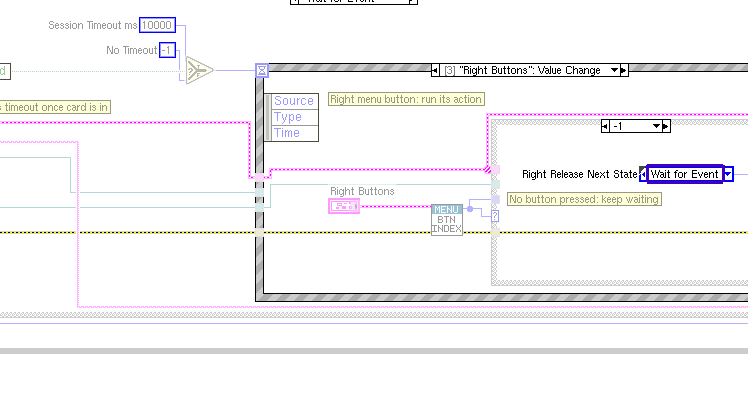 Wait for Event
Session Timeout ms 10000
No Timeout -1
d
[3] "Right Buttons": Value Change
s timeout once card is in
Source
Type
Time
Right menu button: run its action
-1
Right Release Next State Wait for Event
Right Buttons
No button pressed: keep waiting
MENU
BTN
INDEX
?